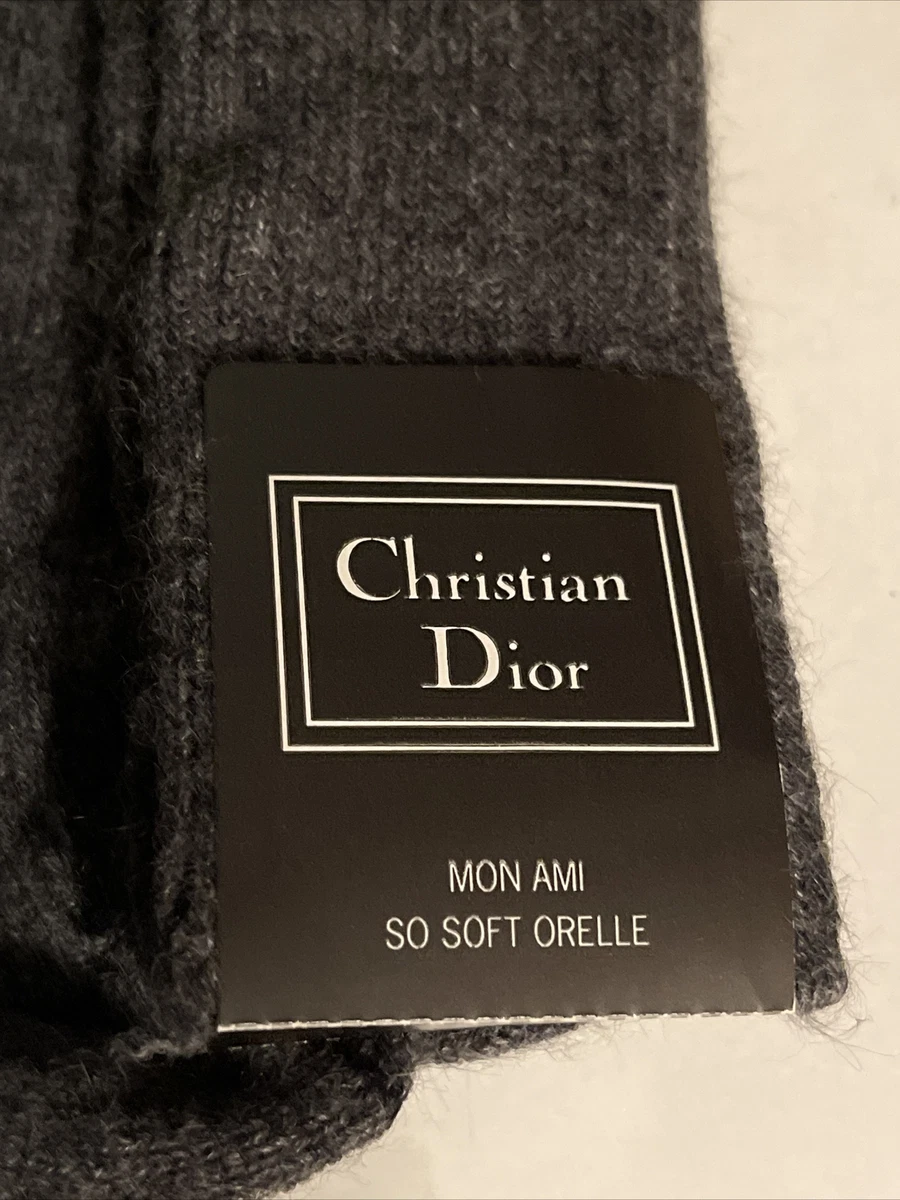 Christian
Dior
MON AMI
SO SOFT ORELLE